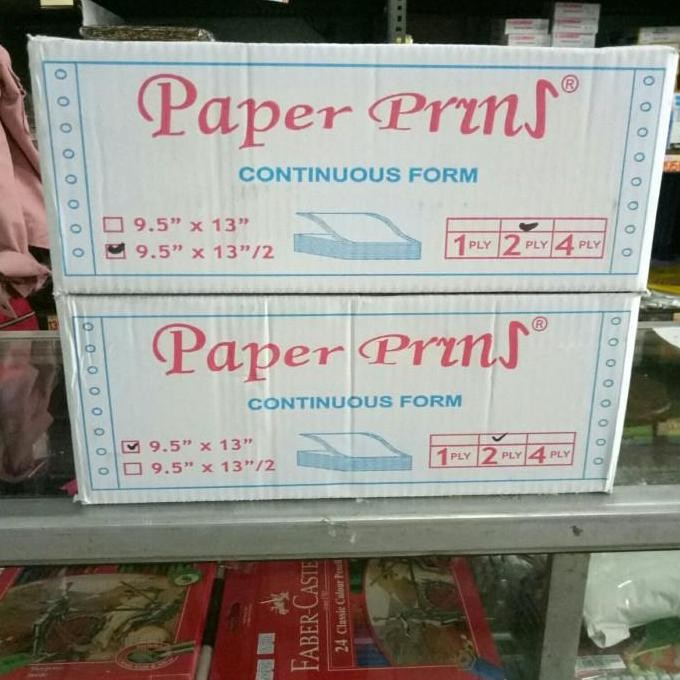 Paper Prins®
CONTINUOUS FORM
9.5” x 13”
9.5” x 13”/2
1 PLY 2 PLY 4 PLY
Paper Prins®
CONTINUOUS FORM
9.5” x 13”
9.5” x 13”/2
1 PLY 2 PLY 4 PLY
FABER-CASTE
24 Classic Colour Penci